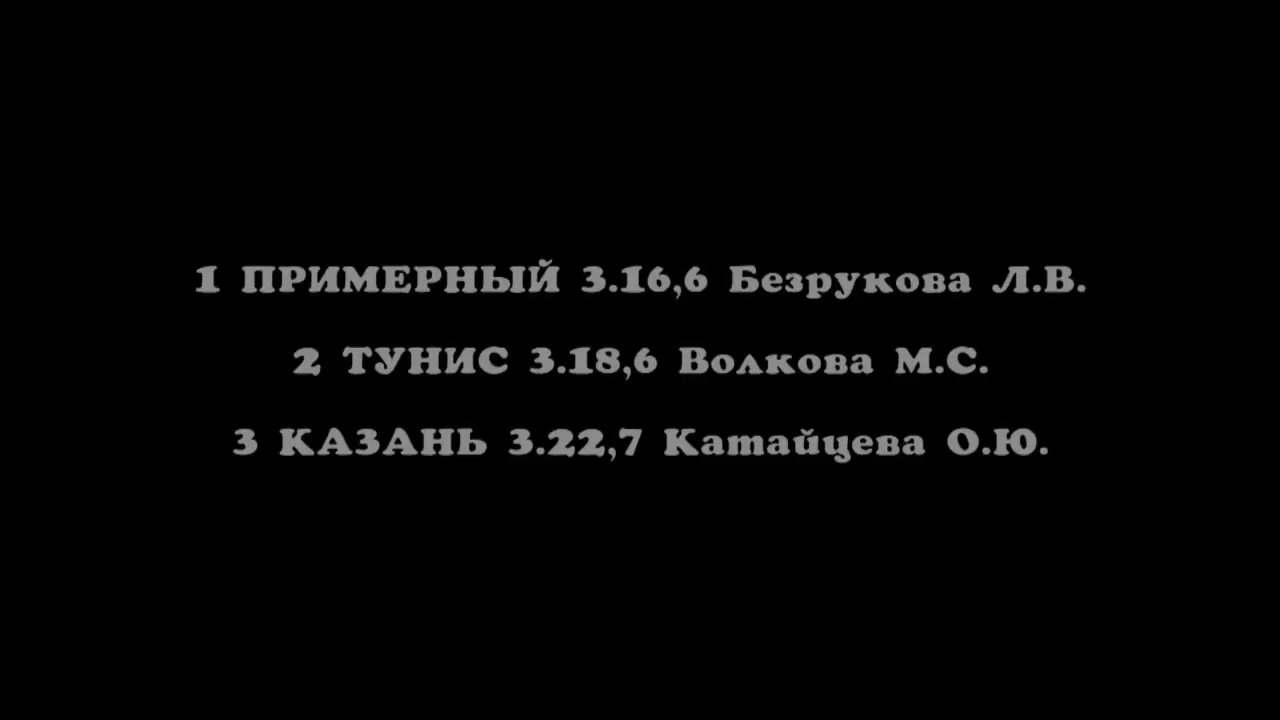 1 ПРИМЕРНЫЙ 3.16,6 Безрукова Л.В.
2 ТУНИС 3.18,6 Волкова М.С.
3 КАЗАНЬ 3.22,7 Катайцева О.Ю.